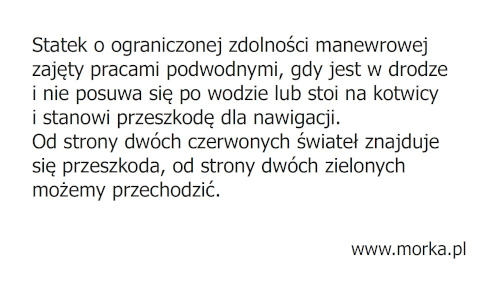 Statek o ograniczonej zdolności manewrowej
zajęty pracami podwodnymi, gdy jest w drodze
i nie posuwa się po wodzie lub stoi na kotwicy
i stanowi przeszkodę dla nawigacji.
Od strony dwóch czerwonych świateł znajduje
się przeszkoda, od strony dwóch zielonych
możemy przechodzić.
www.morka.pl